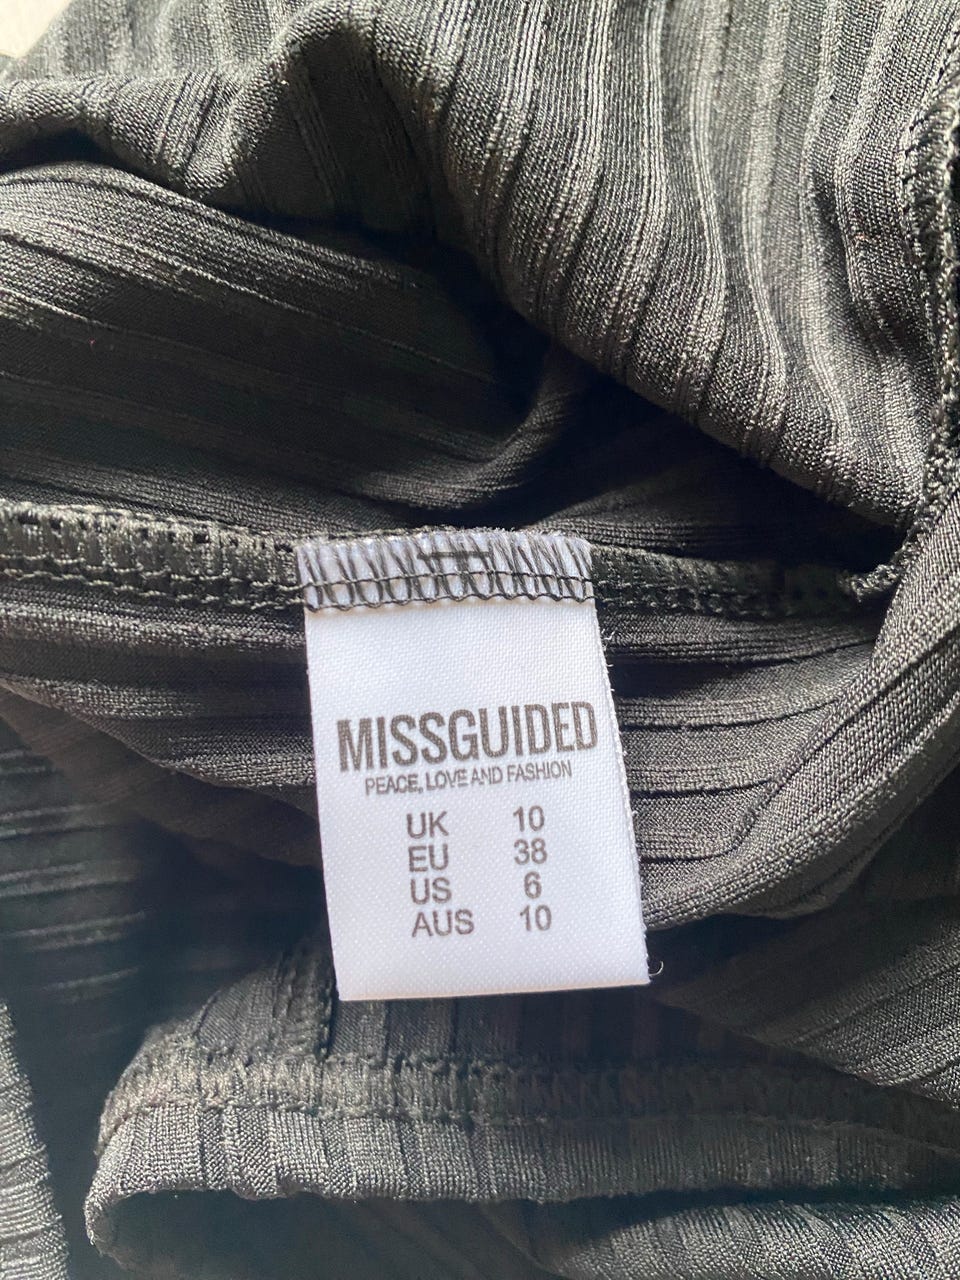 MISSGUIDED
PEACE, LOVE AND FASHION
UK 10
EU 38
US 6
AUS 10